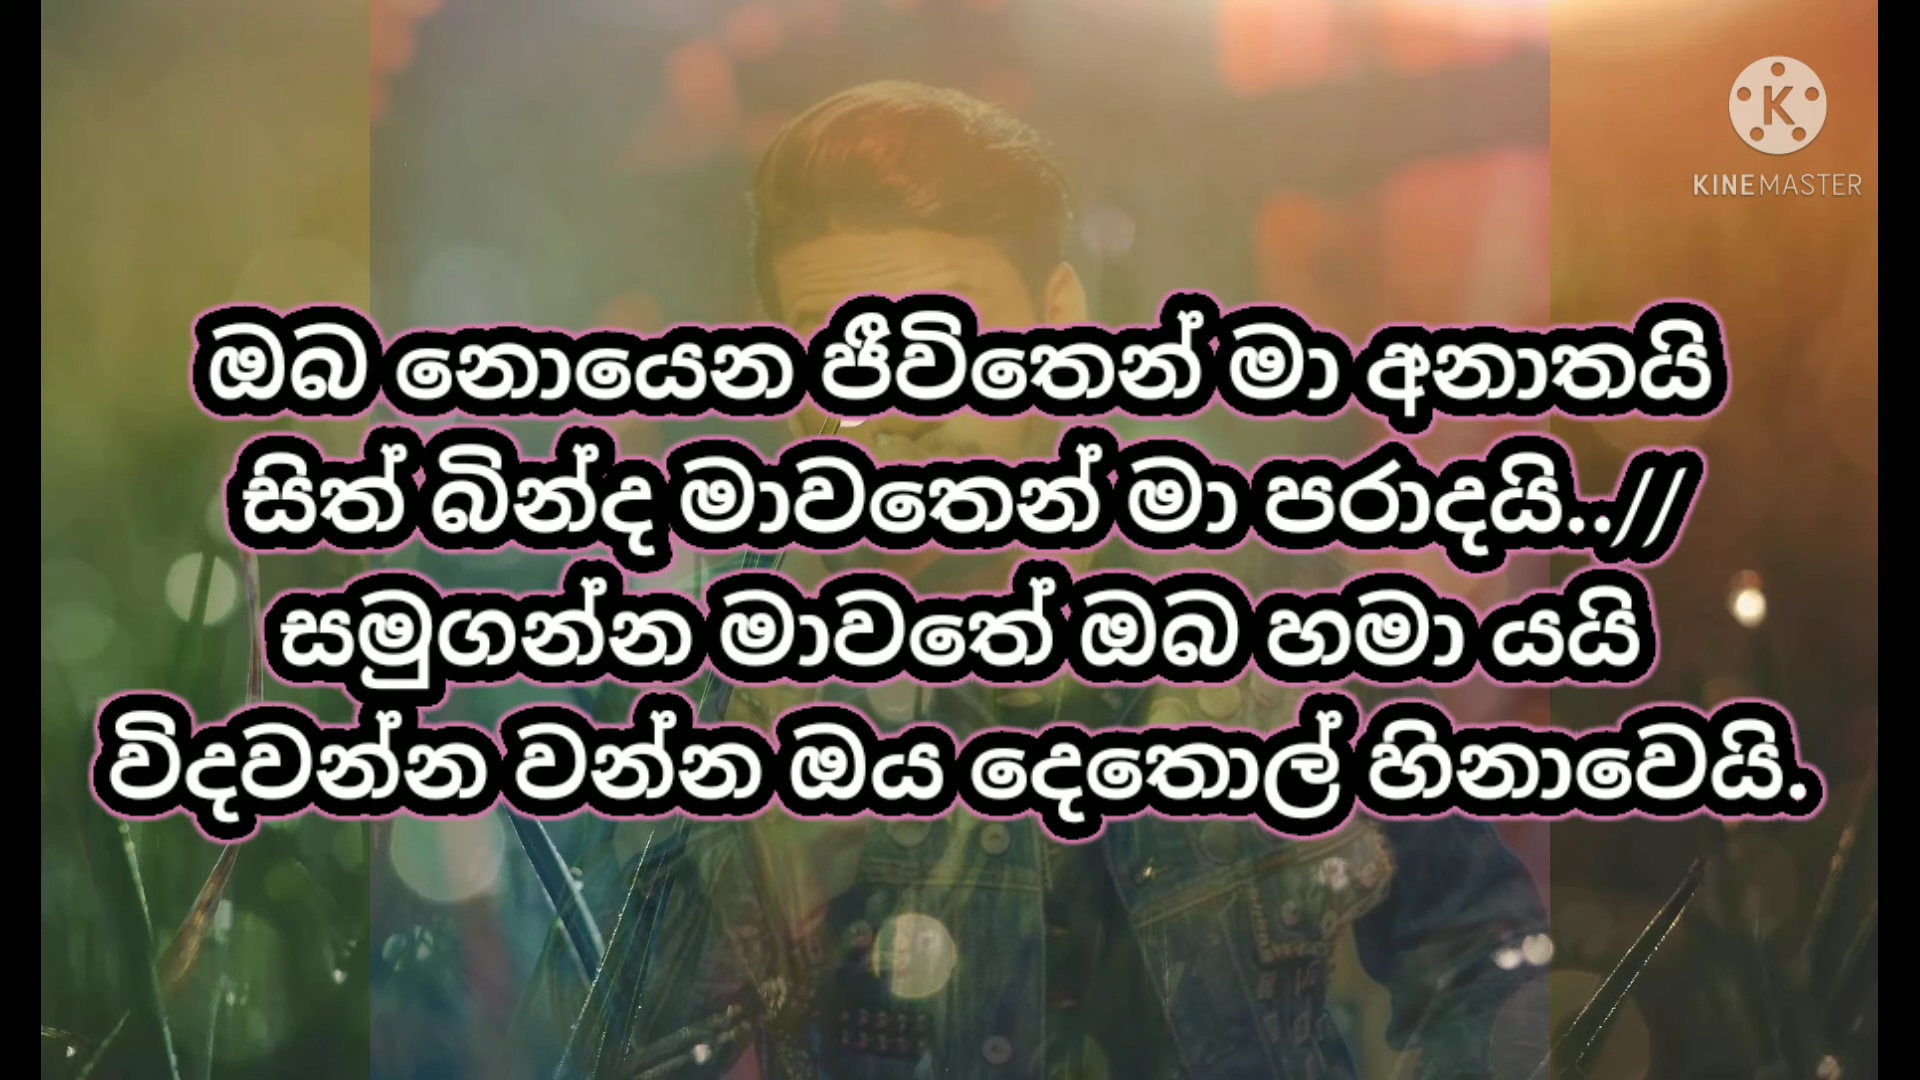 K
KINEMASTER
ඔබ නොයෙන ජීවිතෙන් මා අනාතයි
සිත් බින්ද මාවතෙන් මා පරාදයි..//
සමුගන්න මාවතේ ඔබ හමා යයි
විදවන්න වන්න ඔය දෙතොල් හිනාවෙයි.